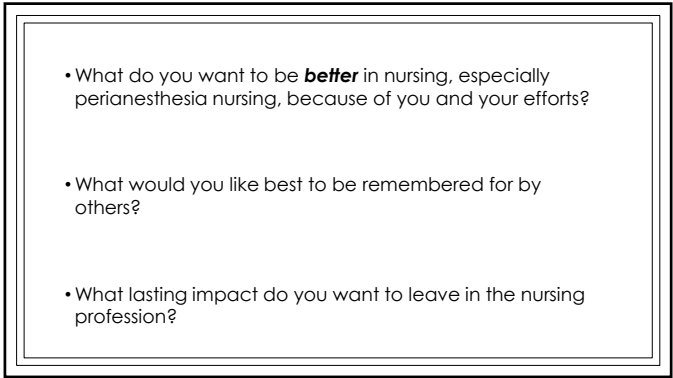 • What do you want to be better in nursing, especially
perianesthesia nursing, because of you and your efforts?
• What would you like best to be remembered for by
others?
• What lasting impact do you want to leave in the nursing
profession?